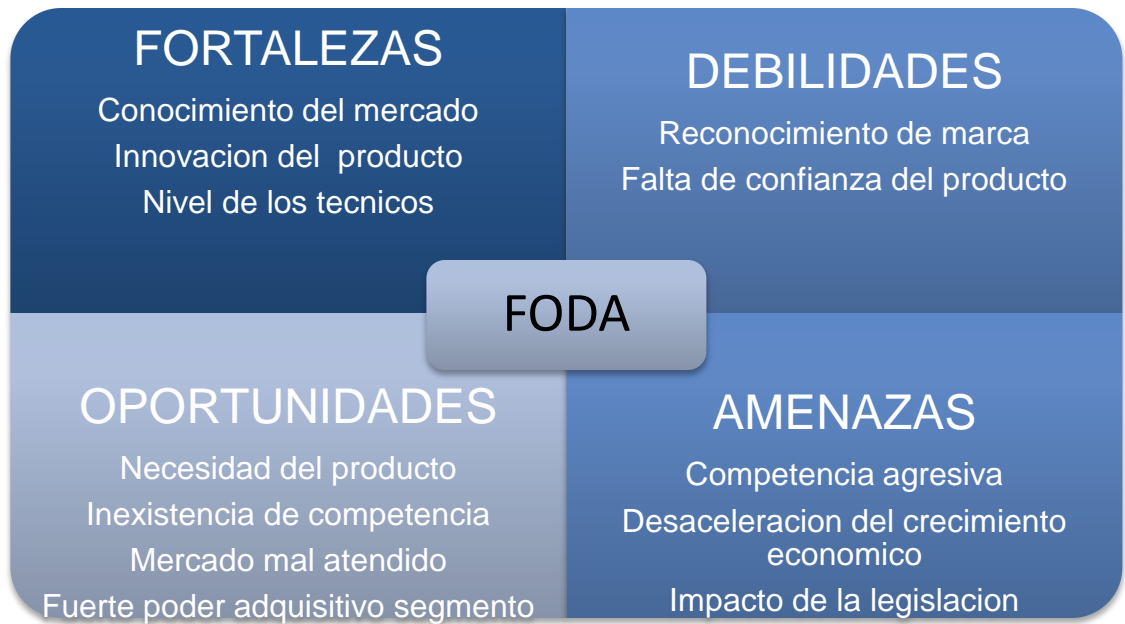 FORTALEZAS
Conocimiento del mercado
Innovacion del  producto
Nivel de los tecnicos
DEBILIDADES
Reconocimiento de marca
Falta de confianza del producto
FODA
OPORTUNIDADES
Necesidad del producto
Inexistencia de competencia
Mercado mal atendido
Fuerte poder adquisitivo segmento
AMENAZAS
Competencia agresiva
Desaceleracion del crecimiento
economico
Impacto de la legislacion